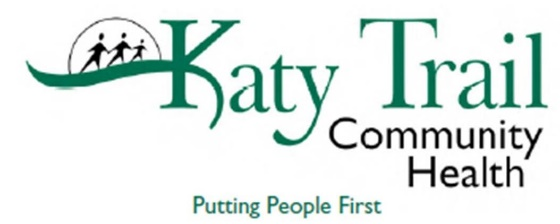 Katy Trail
Community
Health
Putting People First